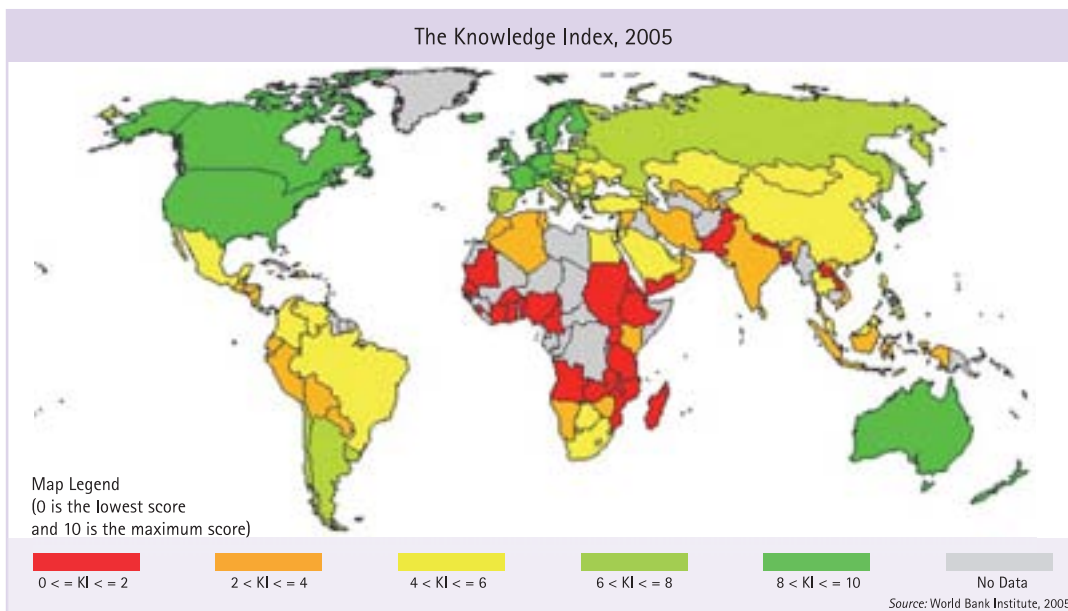 The Knowledge Index, 2005
Map Legend
(0 is the lowest score
and 10 is the maximum score)
0 < = KI < = 2
2 < KI < = 4
4 < KI < = 6
6 < KI < = 8
8 < KI < = 10
No Data
Source: World Bank Institute, 2005